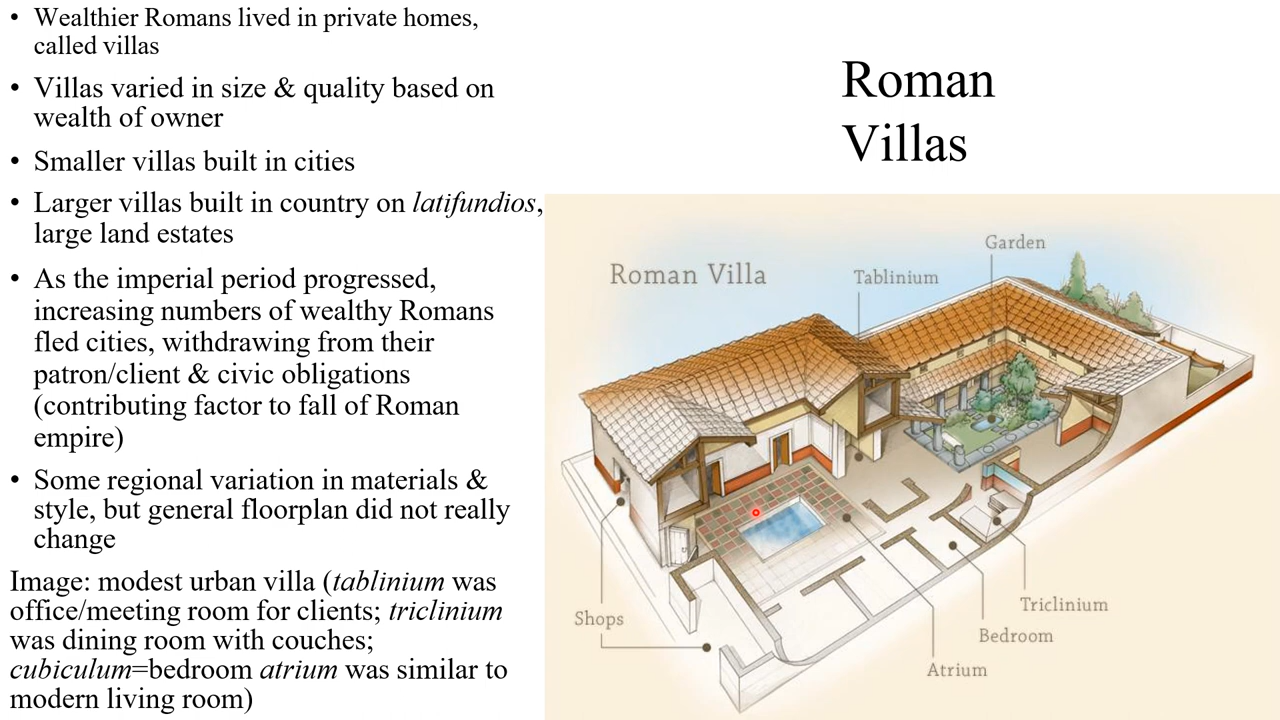 • Wealthier Romans lived in private homes,
called villas
• Villas varied in size & quality based on
wealth of owner
• Smaller villas built in cities
• Larger villas built in country on latifundios,
large land estates
• As the imperial period progressed,
increasing numbers of wealthy Romans
fled cities, withdrawing from their
patron/client & civic obligations
(contributing factor to fall of Roman
empire)
• Some regional variation in materials &
style, but general floorplan did not really
change
Image: modest urban villa (tablinium was
office/meeting room for clients; triclinium
was dining room with couches;
cubiculum=bedroom atrium was similar to
modern living room)
Roman
Villas
Roman Villa
Garden
Tablinium
Shops
Triclinium
Bedroom
Atrium